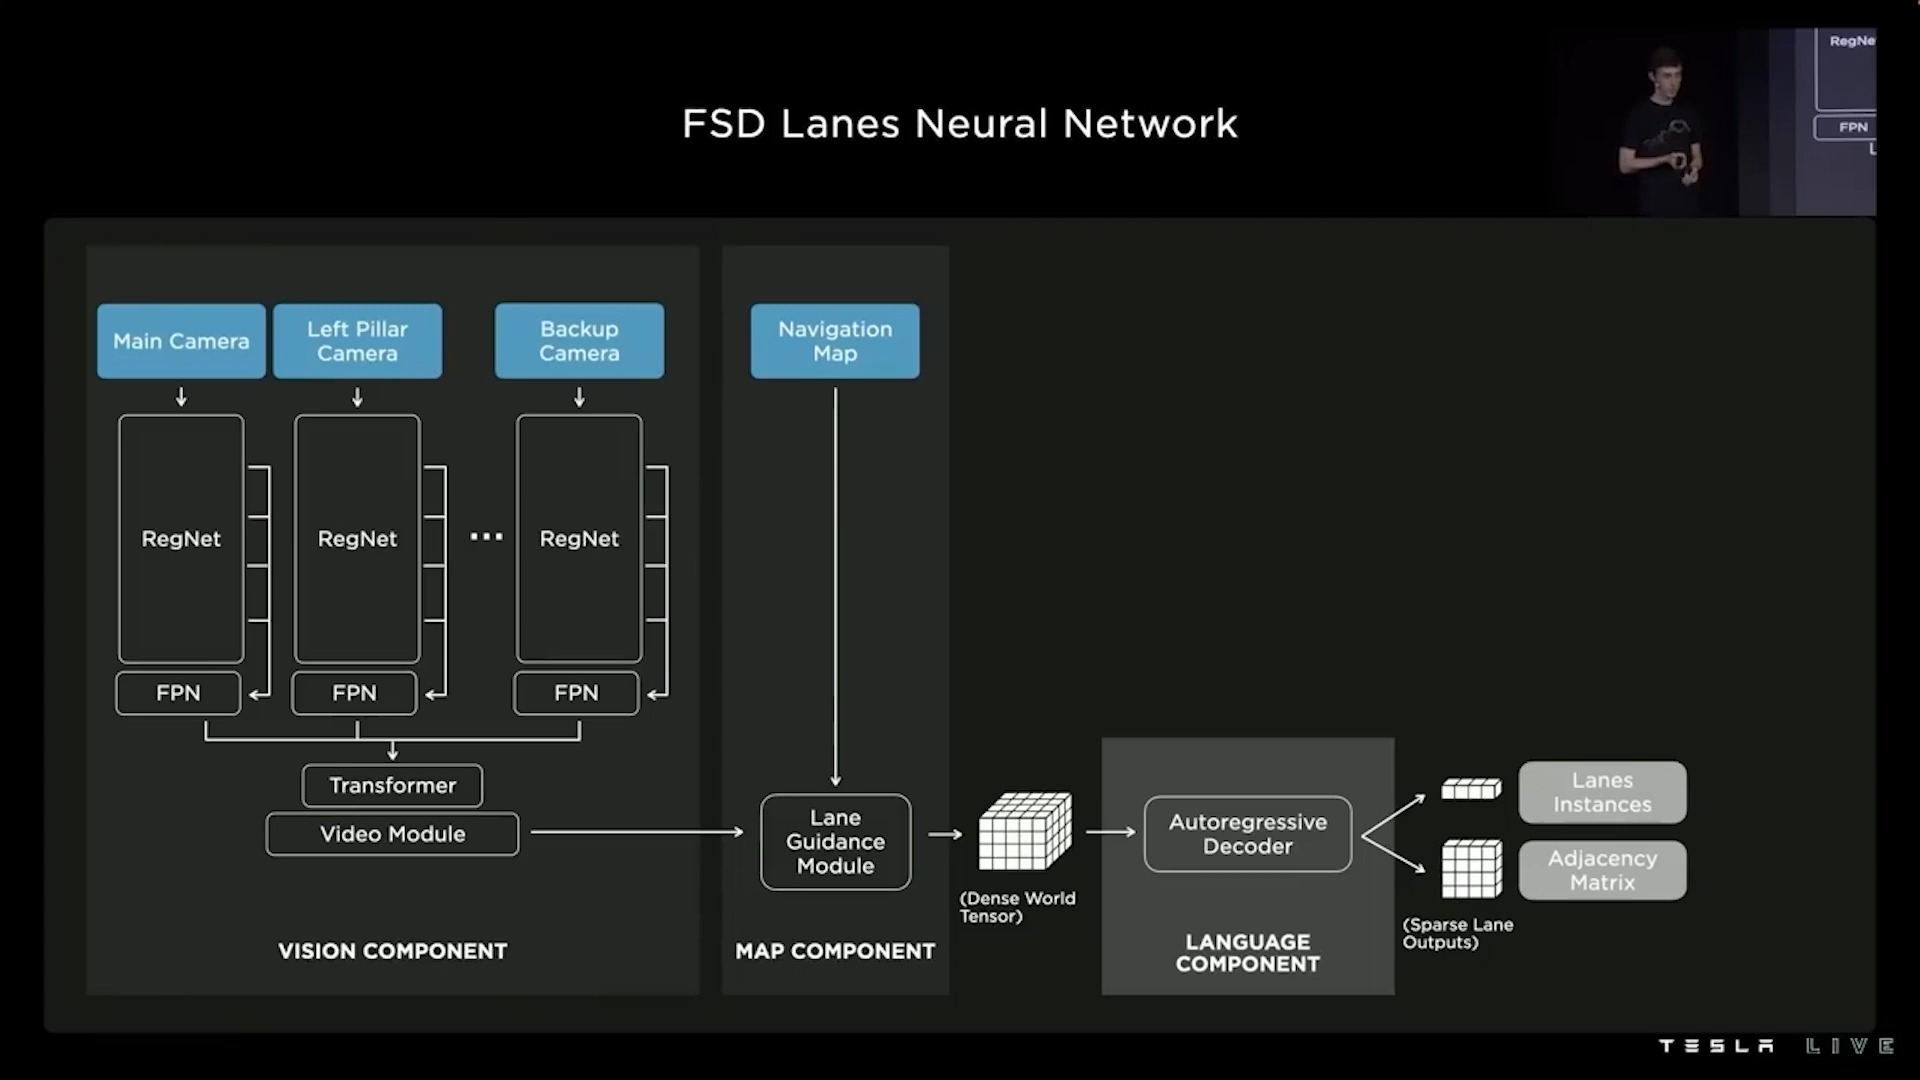 FSD Lanes Neural Network
RegNe
FPN
L
Main Camera
Left Pillar
Camera
Backup
Camera
Navigation
Map
RegNet
RegNet
...
RegNet
FPN
FPN
FPN
Transformer
Video Module
Lane
Guidance
Module
(Dense World
Tensor)
Autoregressive
Decoder
Lanes
Instances
Adjacency
Matrix
(Sparse Lane
Outputs)
VISION COMPONENT
MAP COMPONENT
LANGUAGE
COMPONENT
TESLA LIVE